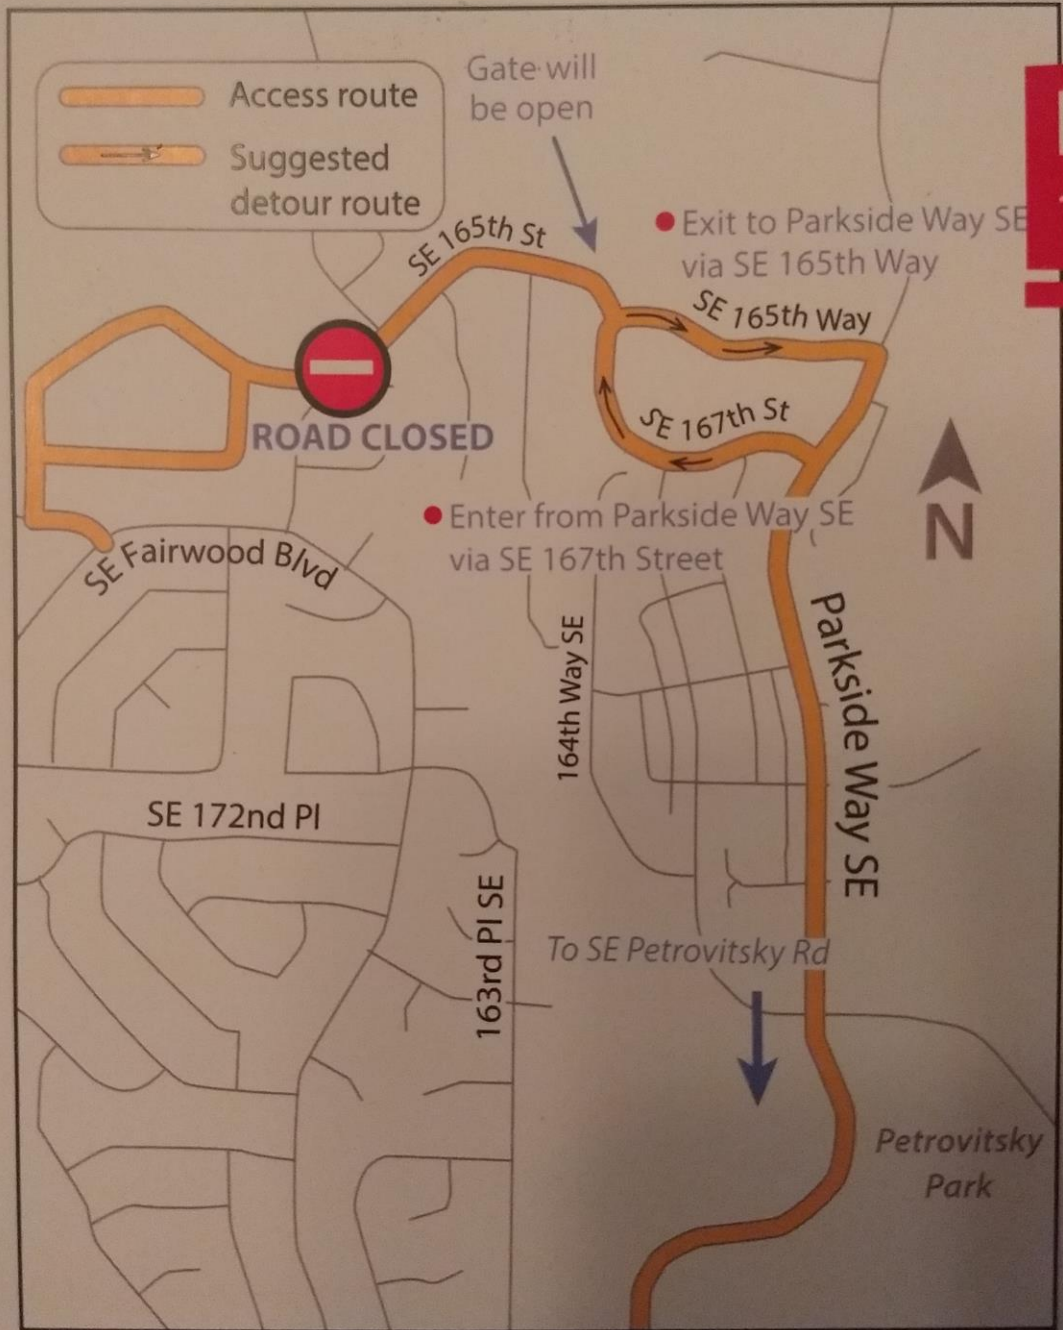 Access route
Suggested
detour route
Gate will
be open
Exit to Parkside Way SE
via SE 165th Way
SE 165th St
SE 165th Way
SE 167th St
ROAD CLOSED
Enter from Parkside Way SE
via SE 167th Street
N
SE Fairwood Blvd
Parkside Way SE
164th Way SE
SE 172nd Pl
163rd Pl SE
To SE Petrovitsky Rd
Petrovitsky
Park